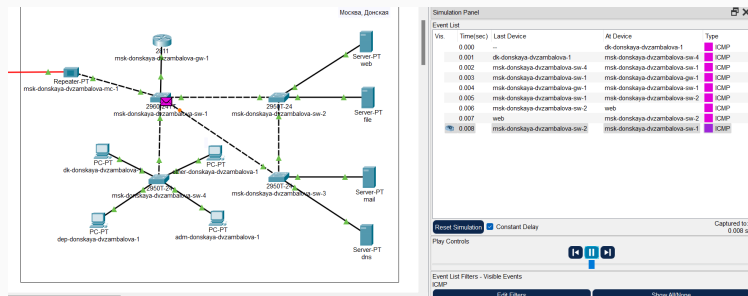 Москва, Донская
2811
msk-donskaya-dvzambalova-gw-1
Server-PT
web
Repeater-PT
msk-donskaya-dvzambalova-mc-1
msk-donskaya-dvzambalova-sw-1
msk-donskaya-dvzambalova-sw-2
Server-PT
file
PC-PT
dk-donskaya-dvzambalova-1
PC-PT
2950T-24
msk-donskaya-dvzambalova-sw-4
2950T-24
msk-donskaya-dvzambalova-sw-3
Server-PT
mail
PC-PT
dep-donskaya-dvzambalova-1
PC-PT
adm-donskaya-dvzambalova-1
Server-PT
dns
Simulation Panel
Event List
Vis. Time(sec) Last Device At Device Type
0.000 -- dk-donskaya-dvzambalova-1 ICMP
0.001 dk-donskaya-dvzambalova-1 msk-donskaya-dvzambalova-sw-4 ICMP
0.002 msk-donskaya-dvzambalova-sw-4 msk-donskaya-dvzambalova-sw-1 ICMP
0.003 msk-donskaya-dvzambalova-sw-1 msk-donskaya-dvzambalova-gw-1 ICMP
0.004 msk-donskaya-dvzambalova-gw-1 msk-donskaya-dvzambalova-sw-1 ICMP
0.005 msk-donskaya-dvzambalova-sw-1 msk-donskaya-dvzambalova-sw-2 ICMP
0.006 msk-donskaya-dvzambalova-sw-2 web ICMP
0.007 web msk-donskaya-dvzambalova-sw-2 ICMP
0.008 msk-donskaya-dvzambalova-sw-2 msk-donskaya-dvzambalova-sw-1 ICMP
Reset Simulation Constant Delay
Captured to:
0.008 s
Play Controls
Event List Filters - Visible Events
ICMP
Edit Filters Show All/None